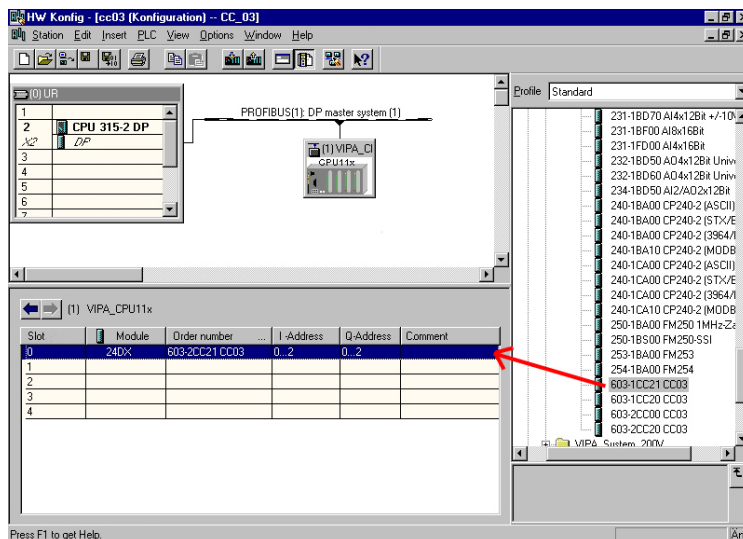 HW Konfig - [cc03 (Konfiguration) -- CC_03]
Station Edit Insert PLC View Options Window Help
(0) UR
1
2 CPU 315-2 DP
X2 DP
3
4
5
6
7
PROFIBUS(1): DP master system (1)
(1) VIPA_CI
CPU11x
Profile Standard
231-1BD70 AI4x12Bit +/-10V
231-1BF00 AI8x16Bit
231-1FD00 AI4x16Bit
232-1BD50 AO4x12Bit Unive
232-1BD60 AO4x12Bit Unive
234-1BD50 AI2/AO2x12Bit
240-1BA00 CP240-2 (ASCII)
240-1BA00 CP240-2 (STX/E
240-1BA00 CP240-2 (3964/I
240-1BA10 CP240-2 (MODB
240-1CA00 CP240-2 (ASCII)
240-1CA00 CP240-2 (STX/E
240-1CA00 CP240-2 (3964/I
240-1CA10 CP240-2 (MODB
250-1BA00 FM250 1MHz-Za
250-1BS00 FM250-SSI
253-1BA00 FM253
254-1BA00 FM254
603-1CC21 CC03
603-1CC20 CC03
603-2CC00 CC03
603-2CC20 CC03
VIPA_System_200V
(1) VIPA_CPU11x
Slot Module Order number ... I-Address Q-Address Comment
0 24DX 603-2CC21 CC03 0...2 0...2
1
2
3
4
Press F1 to get Help.
Än